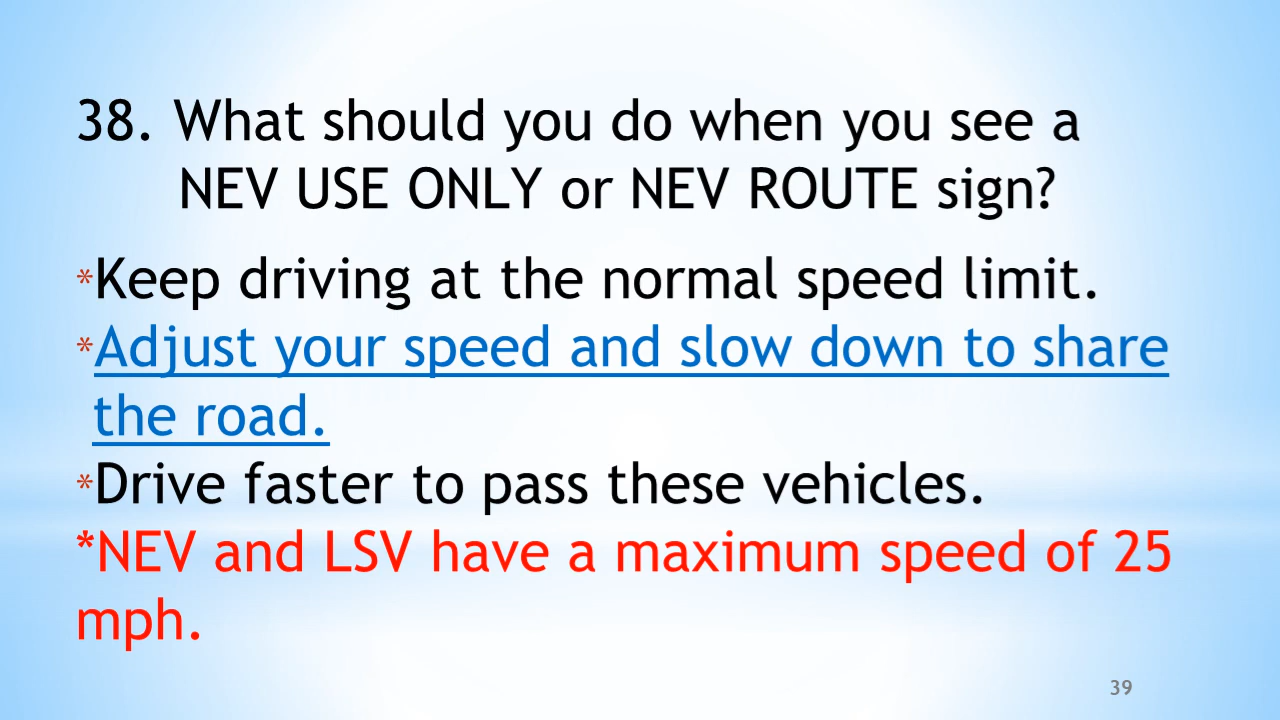 38. What should you do when you see a
NEV USE ONLY or NEV ROUTE sign?
*Keep driving at the normal speed limit.
*Adjust your speed and slow down to share
the road.
*Drive faster to pass these vehicles.
*NEV and LSV have a maximum speed of 25
mph.
39